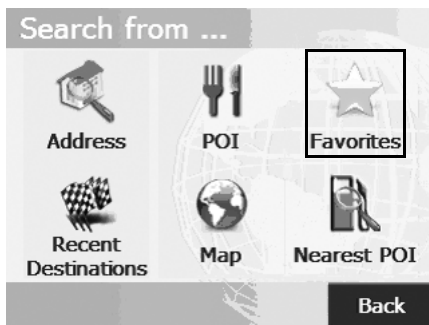 Search from ...
Address
POI
Favorites
Recent
Destinations
Map
Nearest POI
Back